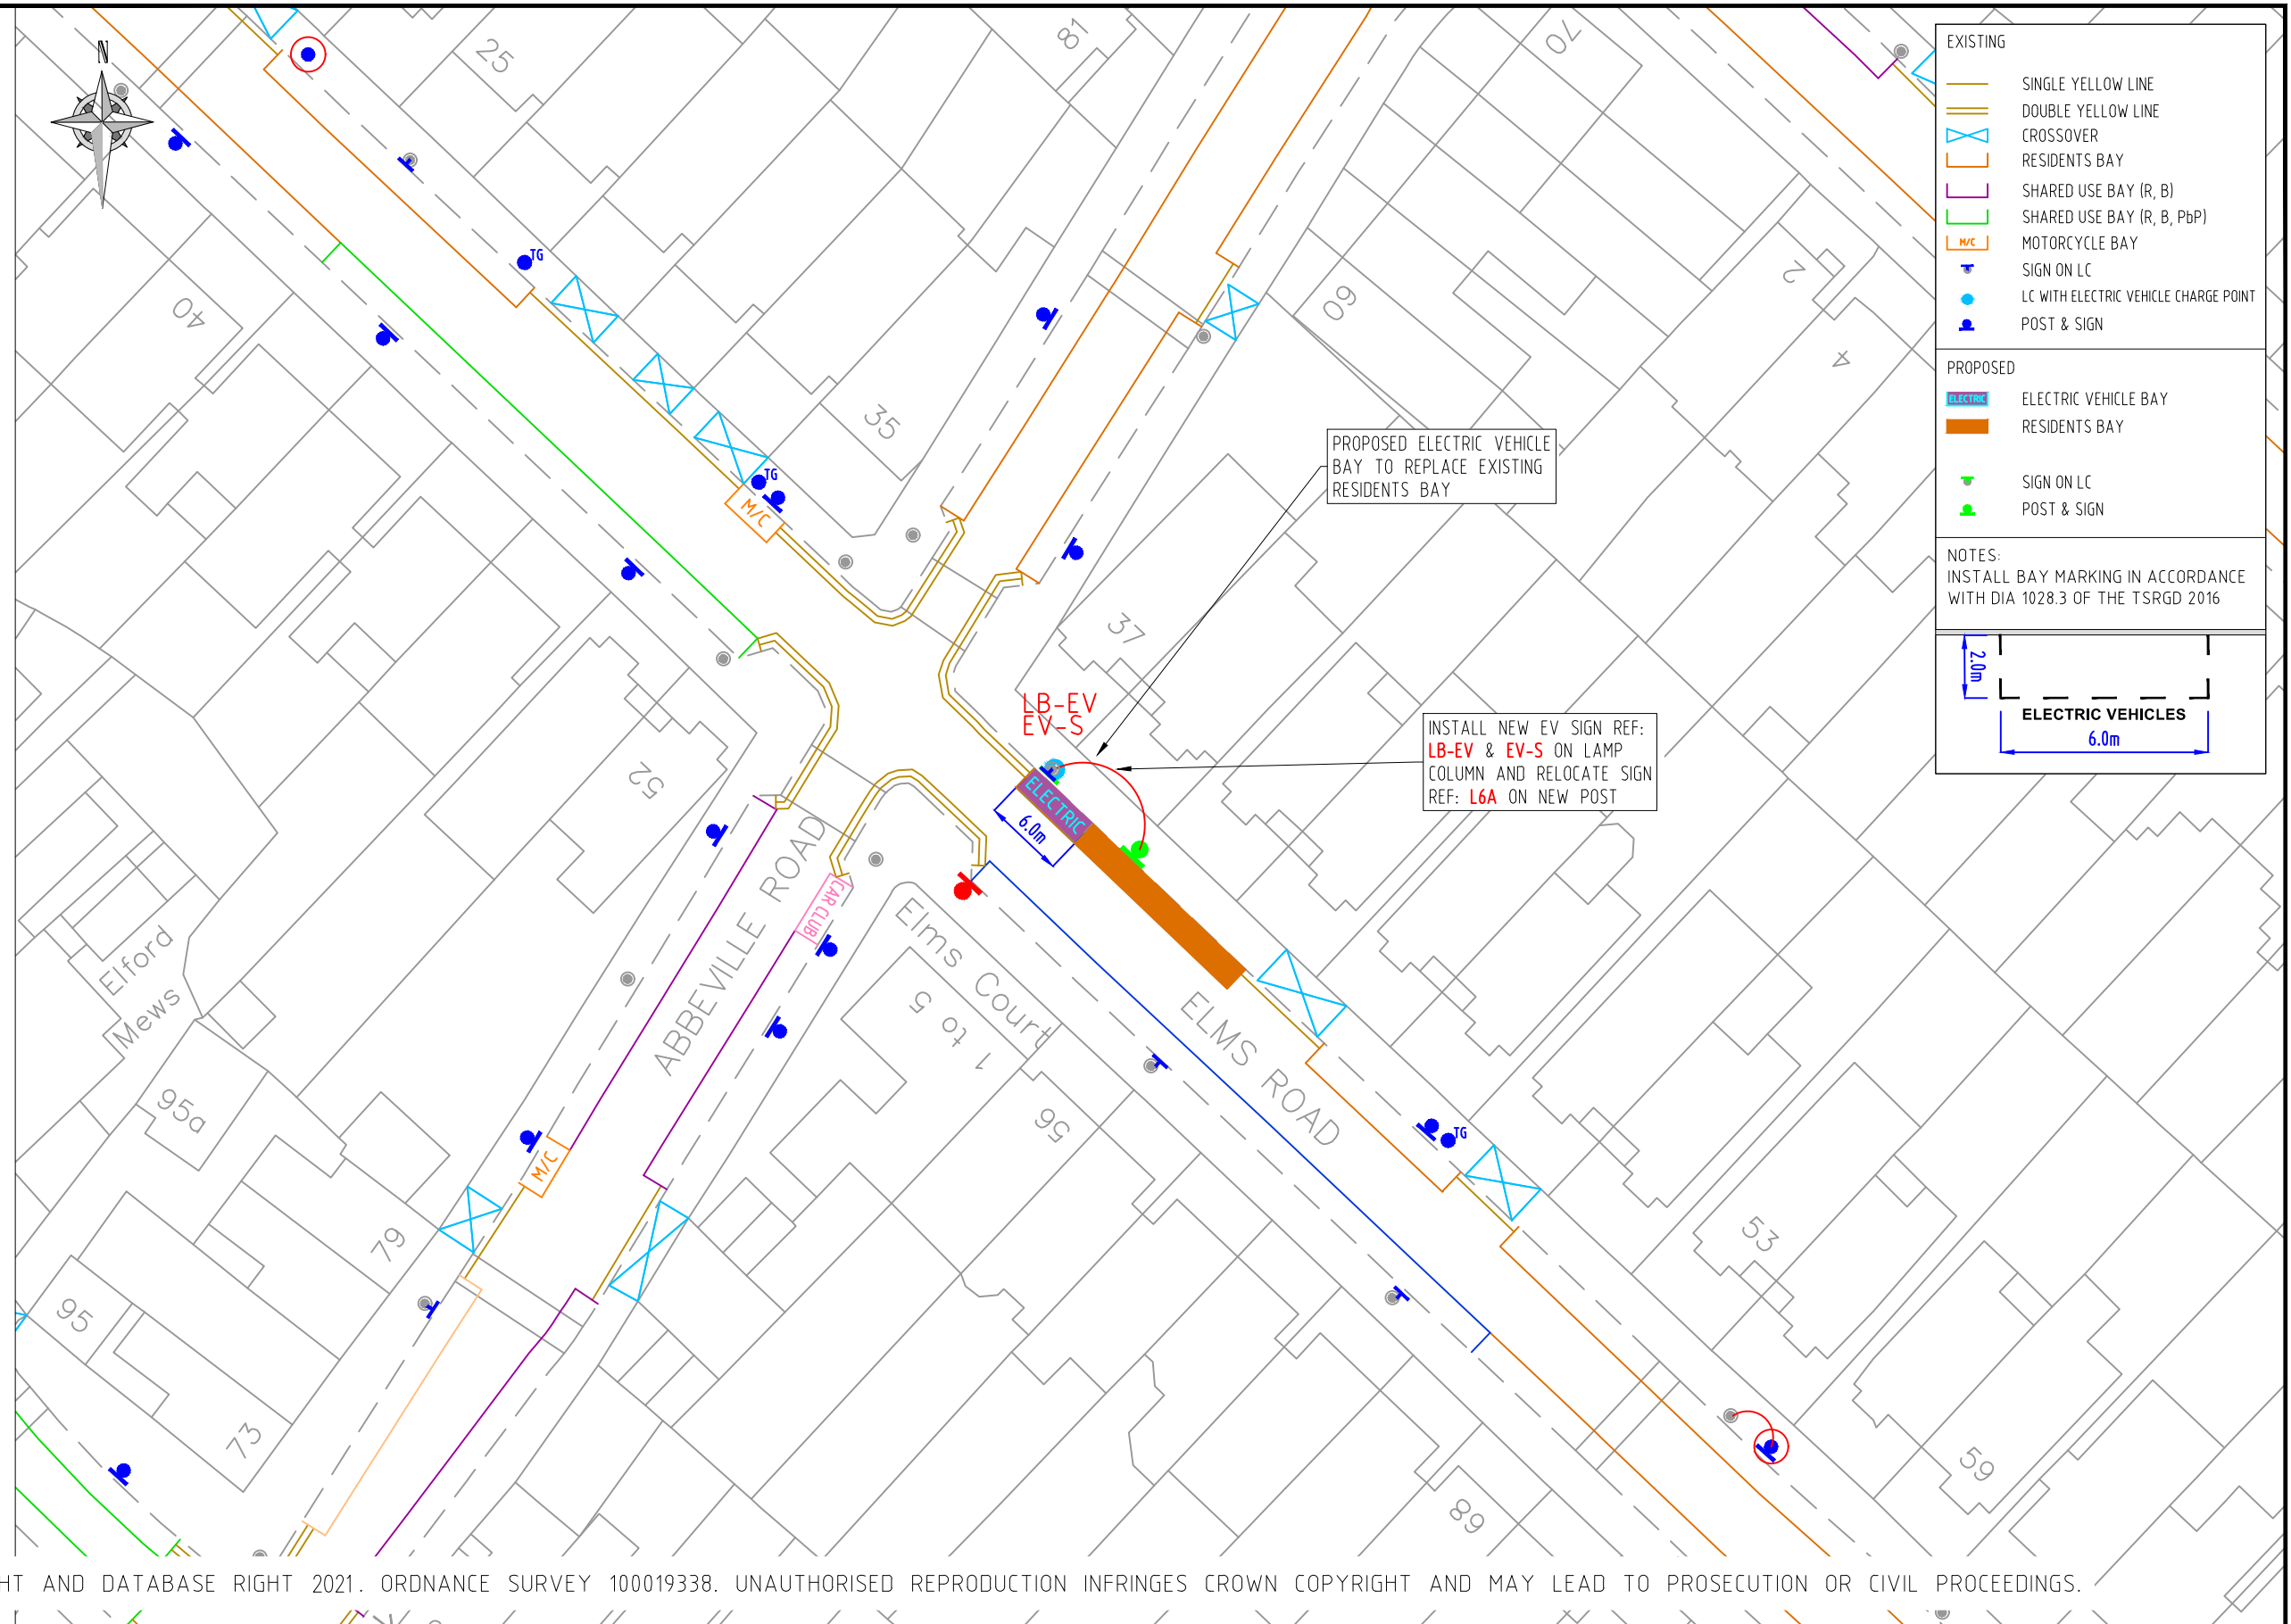 N
25
81
70
40
TG
35
60
2
4
TG
M/C
37
52
LB-EV
EV-S
ELECTRIC
6.0m
PROPOSED ELECTRIC VEHICLE
BAY TO REPLACE EXISTING
RESIDENTS BAY
INSTALL NEW EV SIGN REF:
LB-EV & EV-S ON LAMP
COLUMN AND RELOCATE SIGN
REF: L6A ON NEW POST
ABBEVILLE ROAD
CAR CLUB
Elms Court
1 to 5
ELMS ROAD
Elford
Mews
95a
56
M/C
TG
79
53
95
73
59
68
EXISTING
SINGLE YELLOW LINE
DOUBLE YELLOW LINE
CROSSOVER
RESIDENTS BAY
SHARED USE BAY (R, B)
SHARED USE BAY (R, B, PbP)
M/C
MOTORCYCLE BAY
SIGN ON LC
LC WITH ELECTRIC VEHICLE CHARGE POINT
POST & SIGN
PROPOSED
ELECTRIC
ELECTRIC VEHICLE BAY
RESIDENTS BAY
SIGN ON LC
POST & SIGN
NOTES:
INSTALL BAY MARKING IN ACCORDANCE
WITH DIA 1028.3 OF THE TSRGD 2016
2.0m
ELECTRIC VEHICLES
6.0m
AND DATABASE RIGHT 2021. ORDNANCE SURVEY 100019338. UNAUTHORISED REPRODUCTION INFRINGES CROWN COPYRIGHT AND MAY LEAD TO PROSECUTION OR CIVIL PROCEEDINGS.